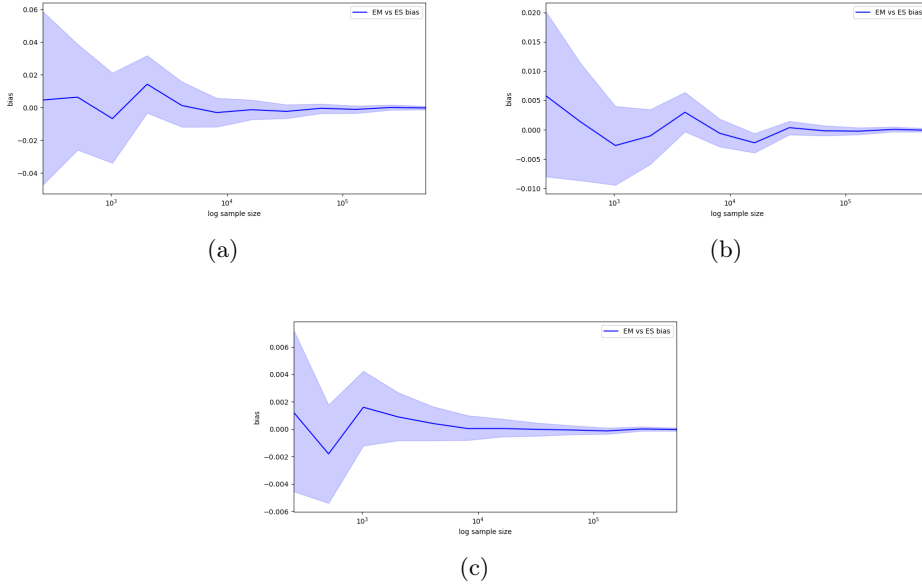 0.06
0.04
0.02
0.00
−0.02
−0.04
bias
EM vs ES bias
10³
10⁴
10⁵
log sample size
(a)
0.020
0.015
0.010
0.005
0.000
−0.005
−0.010
bias
EM vs ES bias
10³
10⁴
10⁵
log sample size
(b)
0.006
0.004
0.002
0.000
−0.002
−0.004
−0.006
bias
EM vs ES bias
10³
10⁴
10⁵
log sample size
(c)